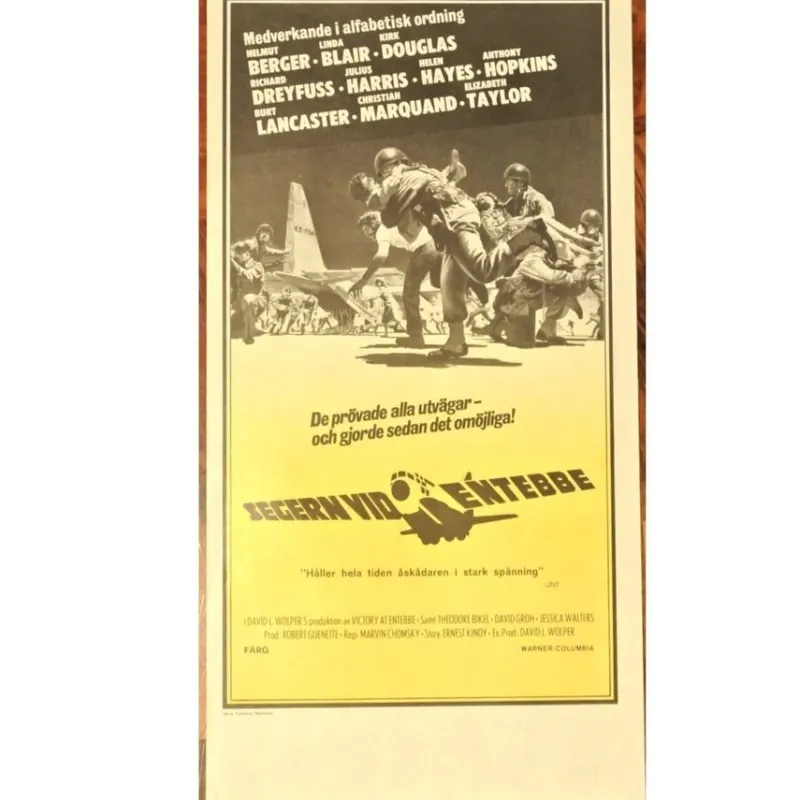 Medverkande i alfabetisk ordning
HELMUT BERGER · LINDA BLAIR · KIRK DOUGLAS
RICHARD DREYFUSS · JULIUS HARRIS · HELEN HAYES · ANTHONY HOPKINS
BURT LANCASTER · CHRISTIAN MARQUAND · ELIZABETH TAYLOR
De prövade alla utvägar –
och gjorde sedan det omöjliga!
SEGERN VID ENTEBBE
"Håller hela tiden åskådaren i stark spänning"
UNT
I DAVID L. WOLPER'S produktion av VICTORY AT ENTEBBE · Samt THEODORE BIKEL · DAVID GROH · JESSICA WALTERS
Prod. ROBERT GUENETTE · Regi MARVIN CHOMSKY · Story ERNEST KINOY · Ex. Prod. DAVID L. WOLPER
FÄRG
WARNER-COLUMBIA